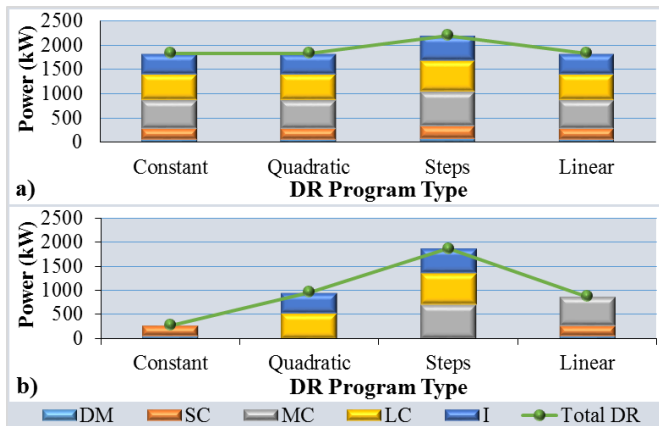 2500
2000
1500
1000
500
0
Power (kW)
Constant Quadratic Steps Linear
a) DR Program Type
2500
2000
1500
1000
500
0
Power (kW)
Constant Quadratic Steps Linear
b) DR Program Type
DM SC MC LC I Total DR